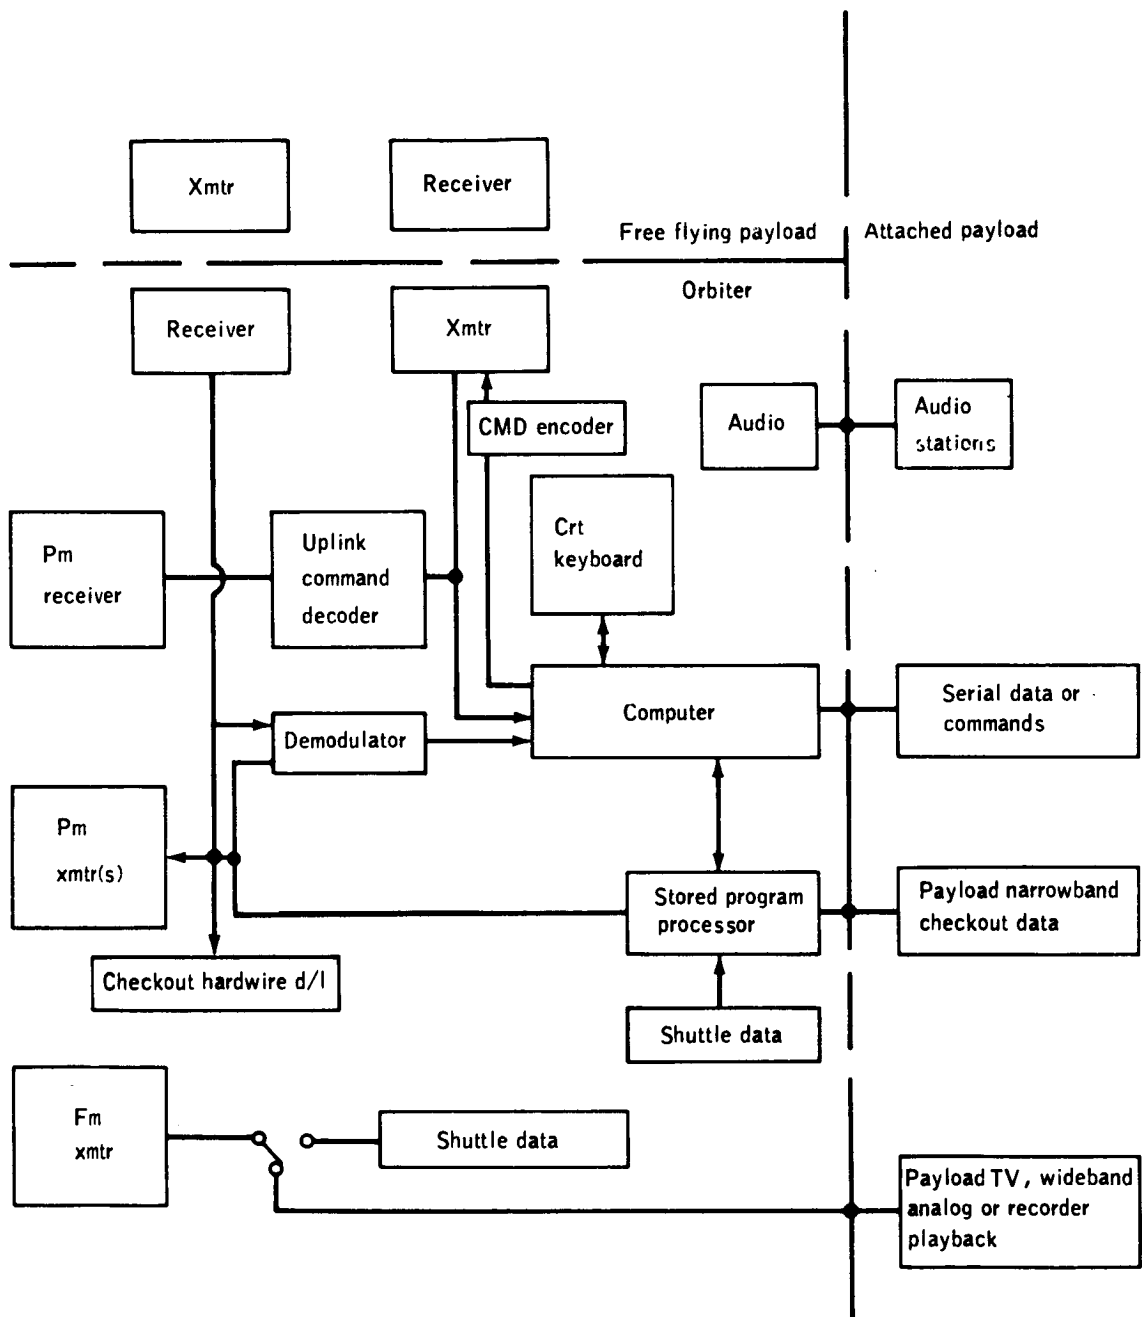 Xmtr
Receiver
Free flying payload
Attached payload
Orbiter
Receiver
Xmtr
CMD encoder
Audio
Audio
stations
Pm
receiver
Uplink
command
decoder
Crt
keyboard
Computer
Serial data or
commands
Demodulator
Pm
xmtr(s)
Stored program
processor
Payload narrowband
checkout data
Checkout hardwire d/l
Shuttle data
Fm
xmtr
Shuttle data
Payload TV, wideband
analog or recorder
playback